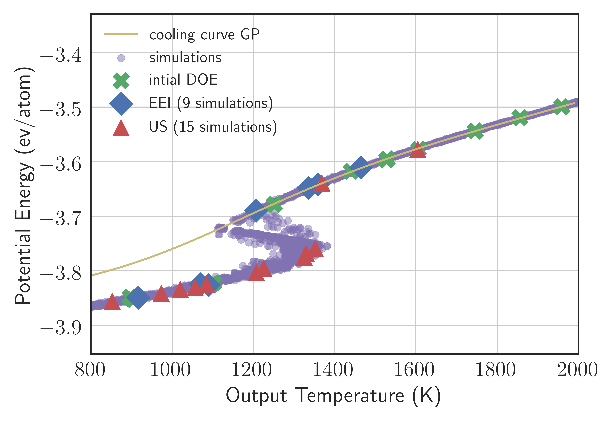 cooling curve GP
simulations
intial DOE
EEI (9 simulations)
US (15 simulations)
Potential Energy (ev/atom)
−3.4
−3.5
−3.6
−3.7
−3.8
−3.9
800 1000 1200 1400 1600 1800 2000
Output Temperature (K)